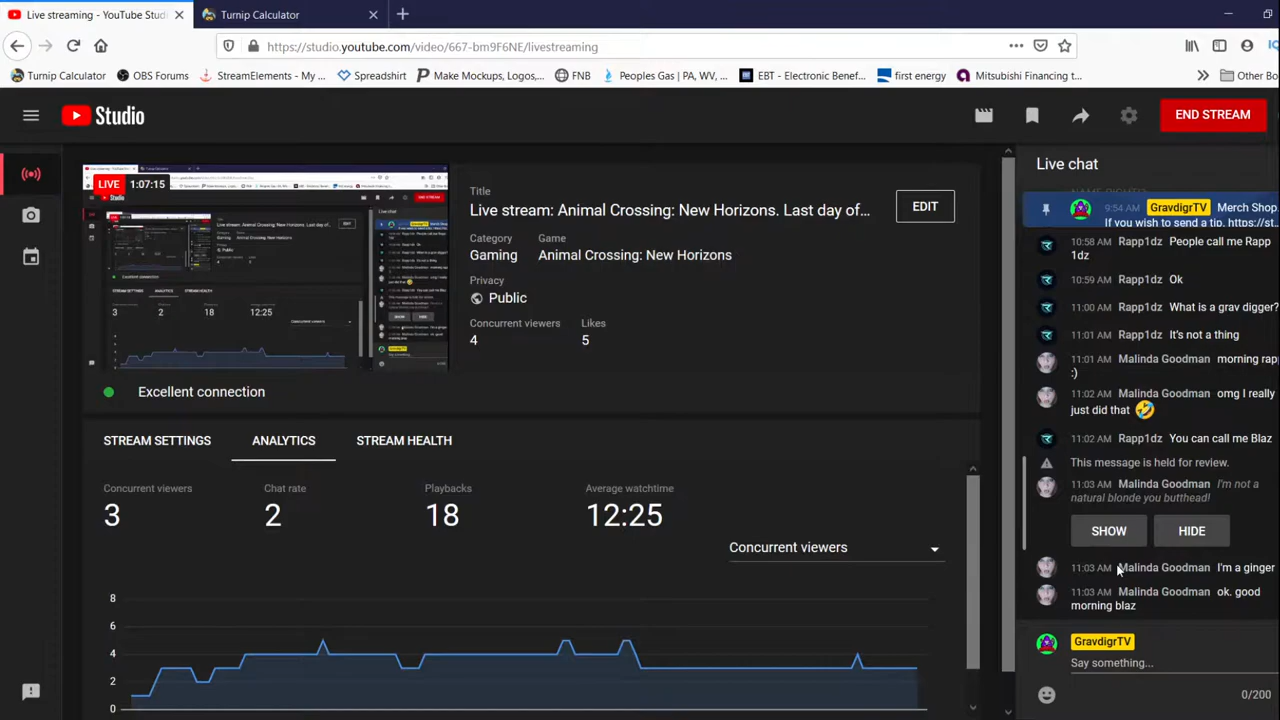 Live streaming - YouTube Studi
Turnip Calculator
https://studio.youtube.com/video/667-bm9F6NE/livestreaming
Turnip Calculator
OBS Forums
StreamElements - My ...
Spreadshirt
Make Mockups, Logos,...
FNB
Peoples Gas | PA, WV, ...
EBT - Electronic Benef...
first energy
Mitsibishi Financing t...
Other Bo
Studio
END STREAM
LIVE 1:07:15
Title
Live stream: Animal Crossing: New Horizons. Last day of...
EDIT
Category
Game
Gaming
Animal Crossing: New Horizons
Privacy
Public
Concurrent viewers
Likes
4
5
Excellent connection
STREAM SETTINGS
ANALYTICS
STREAM HEALTH
Concurrent viewers
Chat rate
Playbacks
Average watchtime
3
2
18
12:25
Concurrent viewers
8
6
4
2
0
Live chat
9:54 AM GravdigrTV Merch Shop.
If you wish to send a tip. https://st
10:58 AM Rapp1dz People call me Rapp
1dz
10:59 AM Rapp1dz Ok
11:00 AM Rapp1dz What is a grav digger?
11:01 AM Rapp1dz It's not a thing
11:01 AM Malinda Goodman morning rap
:)
11:02 AM Malinda Goodman omg I really
just did that 🤣
11:02 AM Rapp1dz You can call me Blaz
This message is held for review.
11:03 AM Malinda Goodman I'm not a
natural blonde you butthead!
SHOW
HIDE
11:03 AM Malinda Goodman I'm a ginger
11:03 AM Malinda Goodman ok. good
morning blaz
GravdigrTV
Say something...
0/200